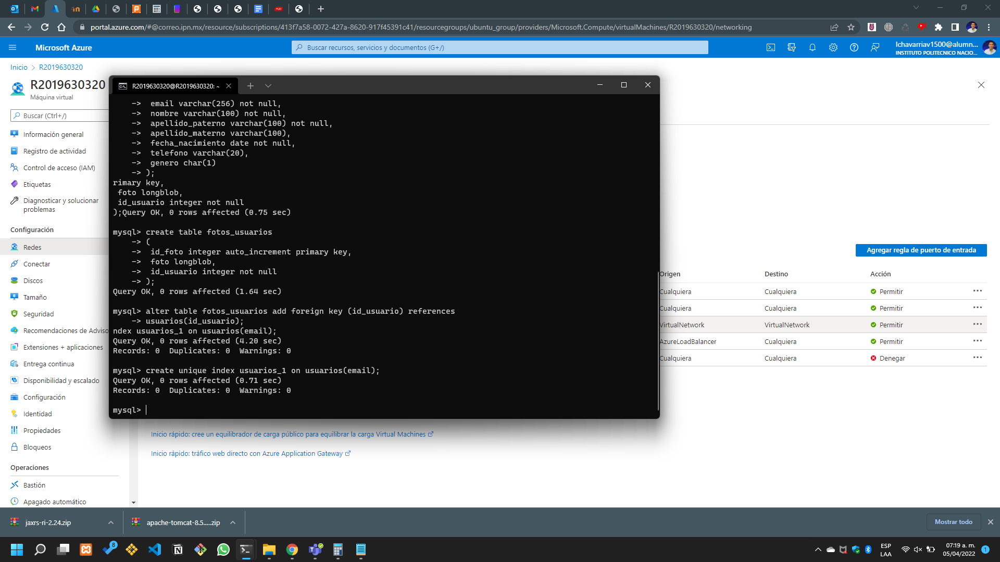 portal.azure.com/#@correo.ipn.mx/resource/subscriptions/413f7a58-0072-427a-8620-917f45391c41/resourcegroups/ubuntu_group/providers/Microsoft.Compute/virtualMachines/R2019630320/networking
Microsoft Azure
Buscar recursos, servicios y documentos (G+/)
lchavarriav1500@alumn...
INSTITUTO POLITECNICO NACIO...
Inicio > R2019630320
R2019630320
Máquina virtual
Buscar (Ctrl+/)
Información general
Registro de actividad
Control de acceso (IAM)
Etiquetas
Diagnosticar y solucionar
problemas
Configuración
Redes
Conectar
Discos
Tamaño
Seguridad
Recomendaciones de Adviso
Extensiones + aplicaciones
Entrega continua
Disponibilidad y escalado
Configuración
Identidad
Propiedades
Bloqueos
Operaciones
Bastión
Apagado automático
R2019630320@R2019630320: ~
-> email varchar(256) not null,
-> nombre varchar(100) not null,
-> apellido_paterno varchar(100) not null,
-> apellido_materno varchar(100),
-> fecha_nacimiento date not null,
-> telefono varchar(20),
-> genero char(1)
-> );
rimary key,
foto longblob,
id_usuario integer not null
);Query OK, 0 rows affected (0.75 sec)
mysql> create table fotos_usuarios
-> (
-> id_foto integer auto_increment primary key,
-> foto longblob,
-> id_usuario integer not null
-> );
Query OK, 0 rows affected (1.64 sec)
mysql> alter table fotos_usuarios add foreign key (id_usuario) references
-> usuarios(id_usuario);
ndex usuarios_1 on usuarios(email);
Query OK, 0 rows affected (4.20 sec)
Records: 0 Duplicates: 0 Warnings: 0
mysql> create unique index usuarios_1 on usuarios(email);
Query OK, 0 rows affected (0.71 sec)
Records: 0 Duplicates: 0 Warnings: 0
mysql>
Agregar regla de puerto de entrada
Origen Destino Acción
Cualquiera Cualquiera Permitir
Cualquiera Cualquiera Permitir
VirtualNetwork VirtualNetwork Permitir
AzureLoadBalancer Cualquiera Permitir
Cualquiera Cualquiera Denegar
Inicio rápido: cree un equilibrador de carga público para equilibrar la carga Virtual Machines
Inicio rápido: tráfico web directo con Azure Application Gateway
jaxrs-ri-2.24.zip
apache-tomcat-8.5.....zip
Mostrar todo
8
ESP
LAA
07:19 a. m.
05/04/2022
1